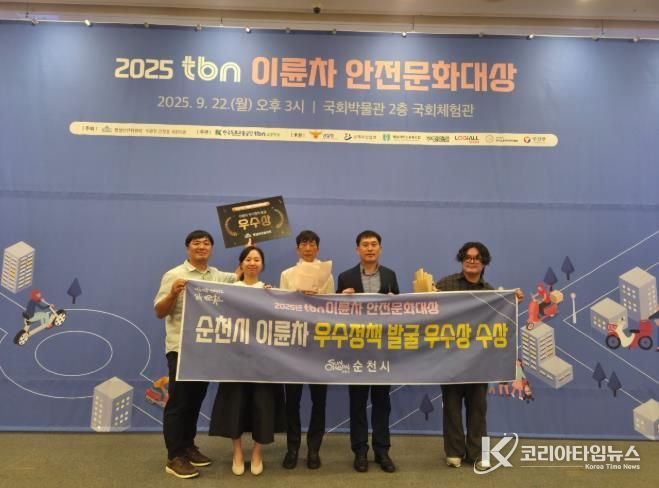 2025 tbn 이륜차 안전문화대상
2025. 9. 22.(월) 오후 3시 | 국회박물관 2층 국회체험관
tbn
LOGIALL
우수상
2025년 tbn 이륜차 안전문화대상
순천시 이륜차 우수정책 발굴 우수상 수상
순천시
코리아타임뉴스
Korea Time News